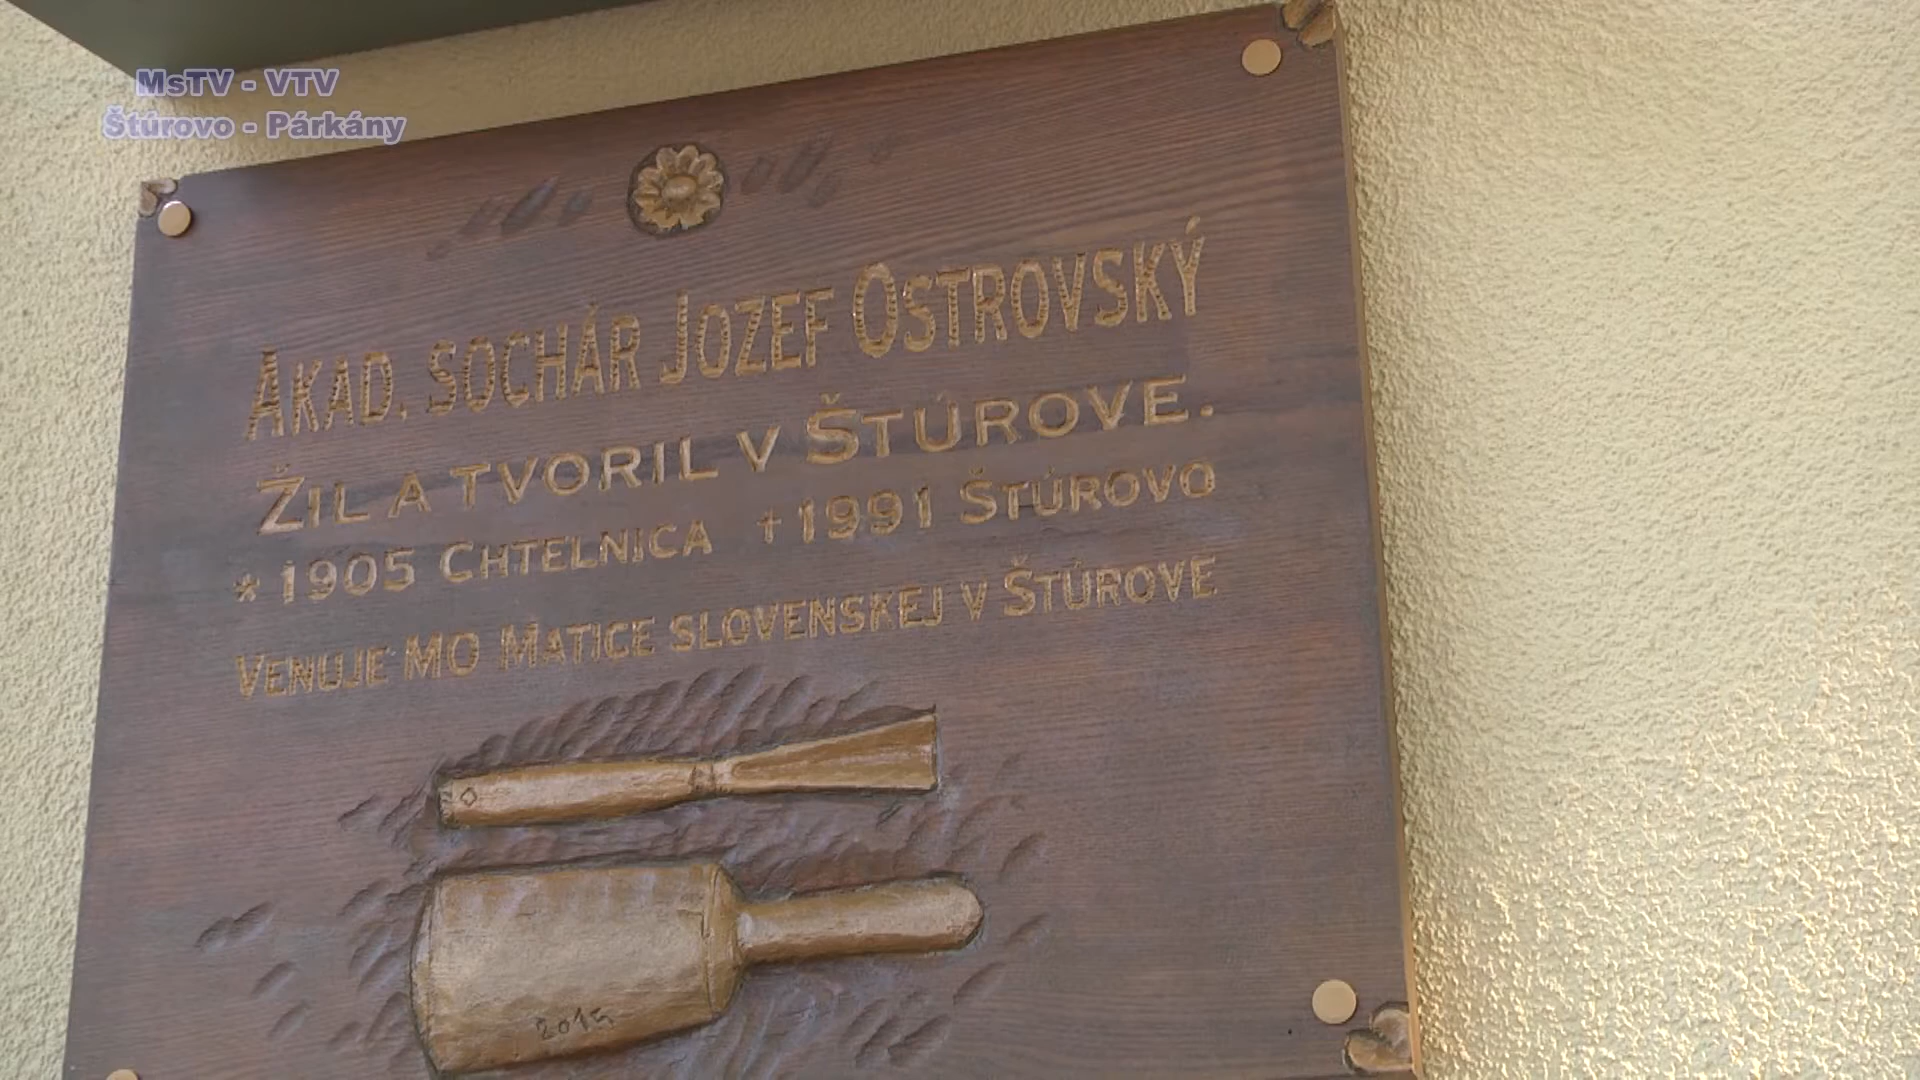 MsTV - VTV
Štúrovo - Párkány
AKAD. SOCHÁR JOZEF OSTROVSKÝ
ŽIL A TVORIL V ŠTÚROVE.
* 1905 CHTELNICA †1991 ŠTÚROVO
VENUJE MO MATICE SLOVENSKEJ V ŠTÚROVE